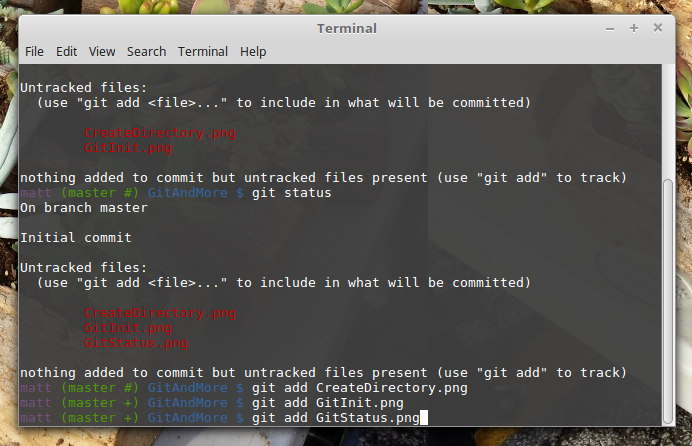 Terminal
File Edit View Search Terminal Help
Untracked files:
(use "git add <file>..." to include in what will be committed)
CreateDirectory.png
GitInit.png
nothing added to commit but untracked files present (use "git add" to track)
matt (master #) GitAndMore $ git status
On branch master
Initial commit
Untracked files:
(use "git add <file>..." to include in what will be committed)
CreateDirectory.png
GitInit.png
GitStatus.png
nothing added to commit but untracked files present (use "git add" to track)
matt (master #) GitAndMore $ git add CreateDirectory.png
matt (master +) GitAndMore $ git add GitInit.png
matt (master +) GitAndMore $ git add GitStatus.png